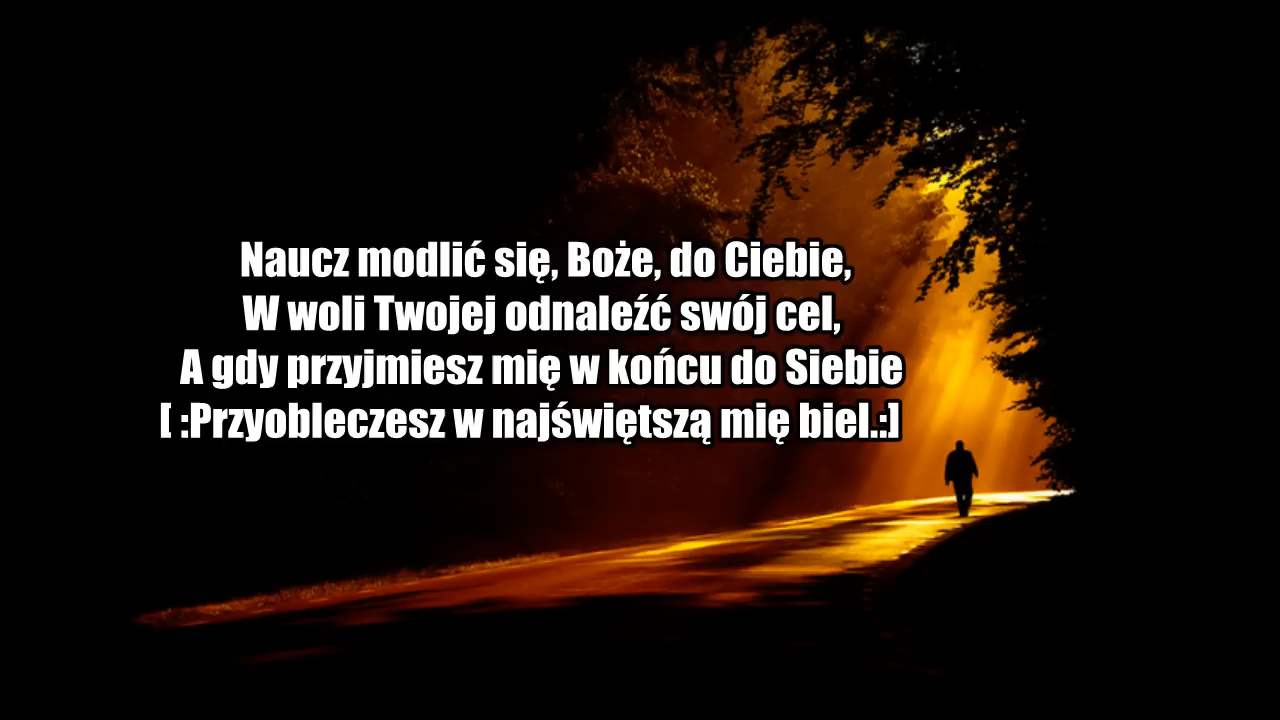 Naucz modlić się, Boże, do Ciebie,
W woli Twojej odnaleźć swój cel,
A gdy przyjmiesz mię w końcu do Siebie
[ :Przyobleczesz w najświętszą mię biel.:]